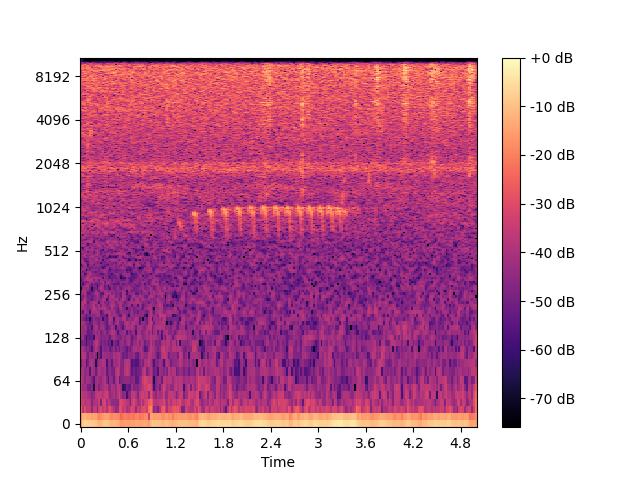 8192
4096
2048
1024
512
256
128
64
0
Hz
0 0.6 1.2 1.8 2.4 3 3.6 4.2 4.8
Time
+0 dB
-10 dB
-20 dB
-30 dB
-40 dB
-50 dB
-60 dB
-70 dB